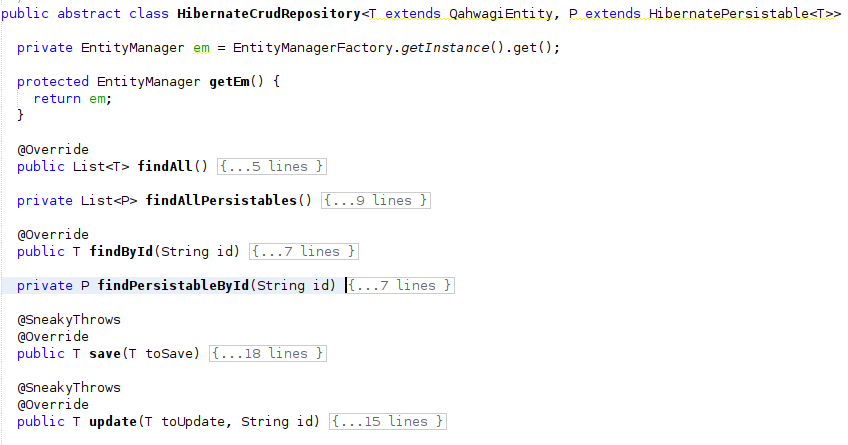 public abstract class HibernateCrudRepository<T extends QahwagiEntity, P extends HibernatePersistable<T>>
private EntityManager em = EntityManagerFactory.getInstance().get();
protected EntityManager getEm() {
return em;
}
@Override
public List<T> findAll() {...5 lines }
private List<P> findAllPersistables() {...9 lines }
@Override
public T findById(String id) {...7 lines }
private P findPersistableById(String id) {...7 lines }
@SneakyThrows
@Override
public T save(T toSave) {...18 lines }
@SneakyThrows
@Override
public T update(T toUpdate, String id) {...15 lines }